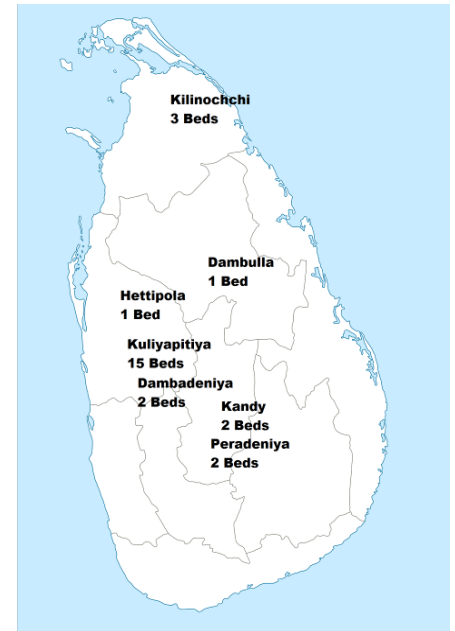 Kilinochchi
3 Beds
Dambulla
1 Bed
Hettipola
1 Bed
Kuliyapitiya
15 Beds
Dambadeniya
2 Beds
Kandy
2 Beds
Peradeniya
2 Beds